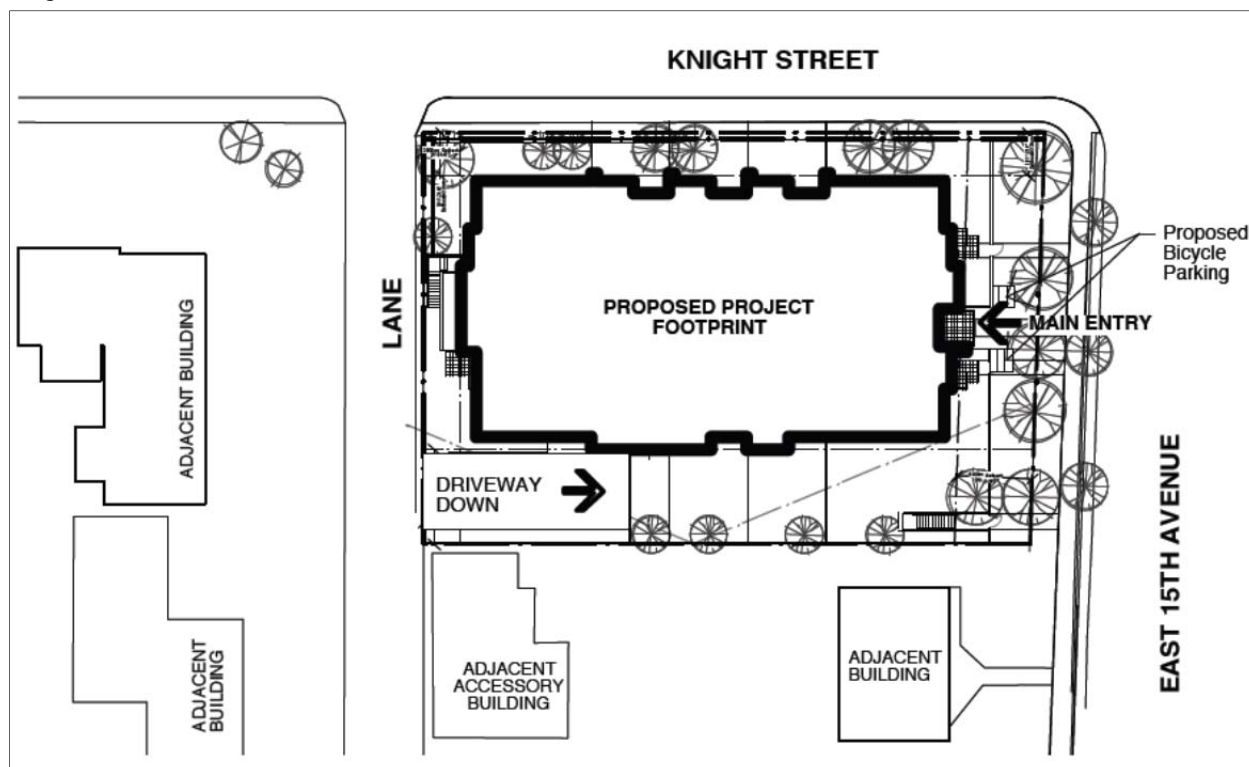 KNIGHT STREET
Proposed
Bicycle
Parking
LANE
PROPOSED PROJECT
FOOTPRINT
MAIN ENTRY
ADJACENT BUILDING
DRIVEWAY
DOWN
EAST 15TH AVENUE
ADJACENT
BUILDING
ADJACENT
ACCESSORY
BUILDING
ADJACENT
BUILDING